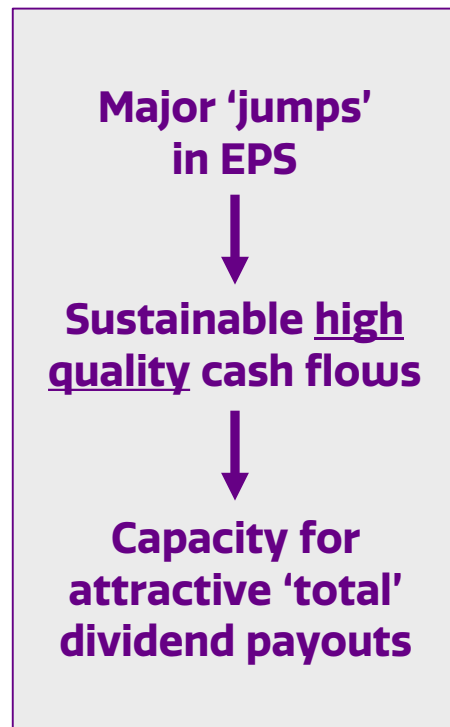 Major ‘jumps’
in EPS
Sustainable high
quality cash flows
Capacity for
attractive ‘total’
dividend payouts